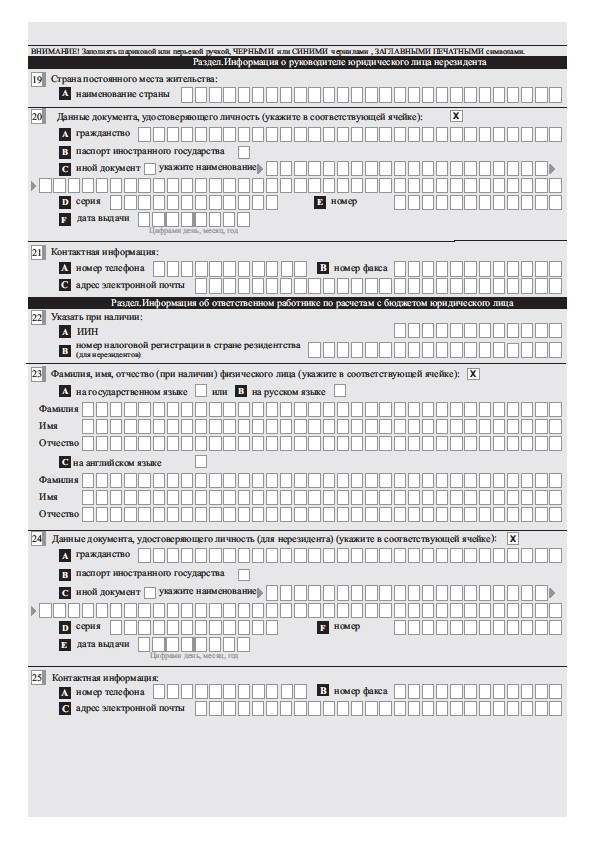 ВНИМАНИЕ! Заполнять шариковой или перьевой ручкой, ЧЕРНЫМИ или СИНИМИ чернилами , ЗАГЛАВНЫМИ ПЕЧАТНЫМИ символами.
Раздел.Информация о руководителе юридического лица нерезидента
19 Страна постоянного места жительства:
A наименование страны
20 Данные документа, удостоверяющего личность (укажите в соответствующей ячейке): X
A гражданство
B паспорт иностранного государства
C иной документ укажите наименование
D серия E номер
F дата выдачи
Цифрами день, месяц, год
21 Контактная информация:
A номер телефона B номер факса
C адрес электронной почты
Раздел.Информация об ответственном работнике по расчетам с бюджетом юридического лица
22 Указать при наличии:
A ИИН
B номер налоговой регистрации в стране резидентства
(для нерезидентов)
23 Фамилия, имя, отчество (при наличии) физического лица (укажите в соответствующей ячейке): X
A на государственном языке или B на русском языке
Фамилия
Имя
Отчество
C на английском языке
Фамилия
Имя
Отчество
24 Данные документа, удостоверяющего личность (для нерезидента) (укажите в соответствующей ячейке): X
A гражданство
B паспорт иностранного государства
C иной документ укажите наименование
D серия F номер
E дата выдачи
Цифрами день, месяц, год
25 Контактная информация:
A номер телефона B номер факса
C адрес электронной почты